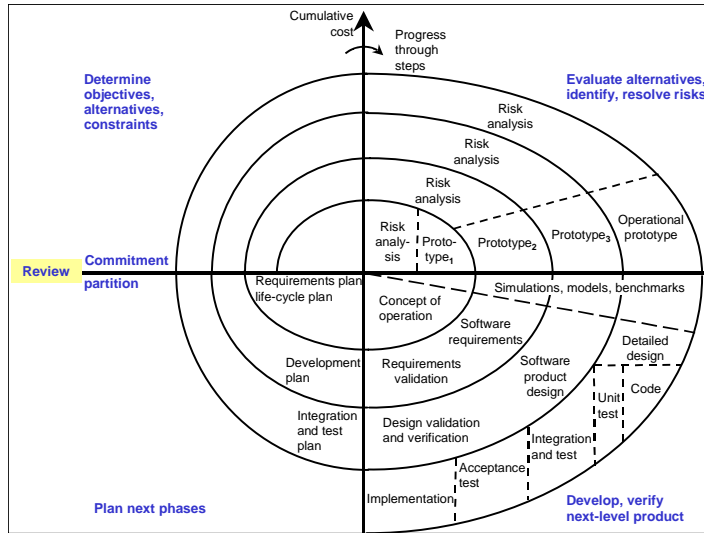 Cumulative
cost
Progress
through
steps
Determine
objectives,
alternatives,
constraints
Evaluate alternatives,
identify, resolve risks
Risk
analysis
Risk
analysis
Risk
analysis
Risk
analy-
sis
Proto-
type1
Prototype2
Prototype3
Operational
prototype
Review
Commitment
partition
Requirements plan
life-cycle plan
Concept of
operation
Simulations, models, benchmarks
Software
requirements
Detailed
design
Development
plan
Requirements
validation
Software
product
design
Unit
test
Code
Integration
and test
plan
Design validation
and verification
Integration
and test
Acceptance
test
Implementation
Plan next phases
Develop, verify
next-level product